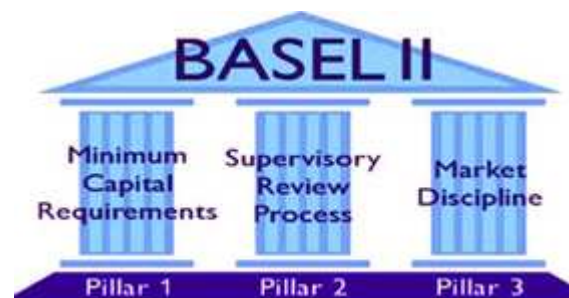 BASEL II
Minimum
Capital
Requirements
Supervisory
Review
Process
Market
Discipline
Pillar 1
Pillar 2
Pillar 3